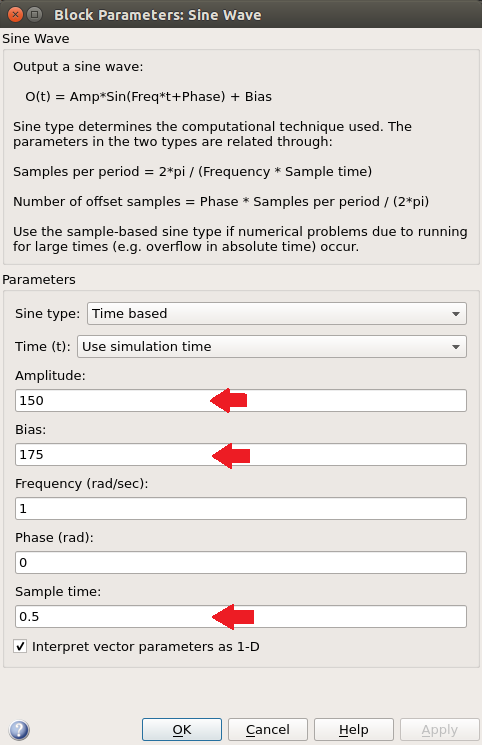 Block Parameters: Sine Wave
Sine Wave
Output a sine wave:
O(t) = Amp*Sin(Freq*t+Phase) + Bias
Sine type determines the computational technique used. The
parameters in the two types are related through:
Samples per period = 2*pi / (Frequency * Sample time)
Number of offset samples = Phase * Samples per period / (2*pi)
Use the sample-based sine type if numerical problems due to running
for large times (e.g. overflow in absolute time) occur.
Parameters
Sine type: Time based
Time (t): Use simulation time
Amplitude:
150
Bias:
175
Frequency (rad/sec):
1
Phase (rad):
0
Sample time:
0.5
Interpret vector parameters as 1-D
? OK Cancel Help Apply